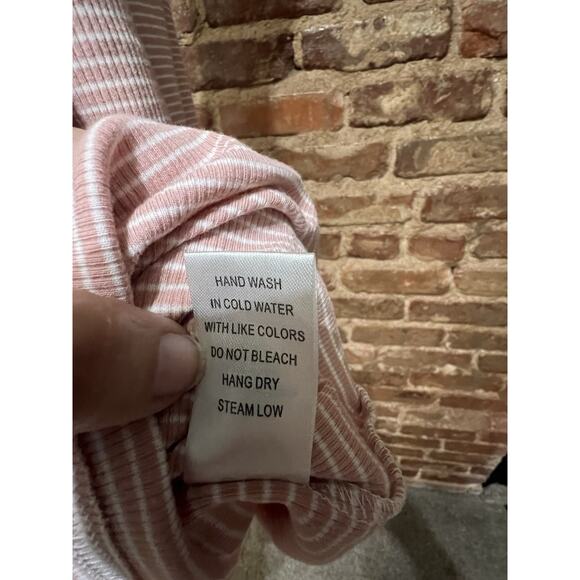 HAND WASH
IN COLD WATER
WITH LIKE COLORS
DO NOT BLEACH
HANG DRY
STEAM LOW